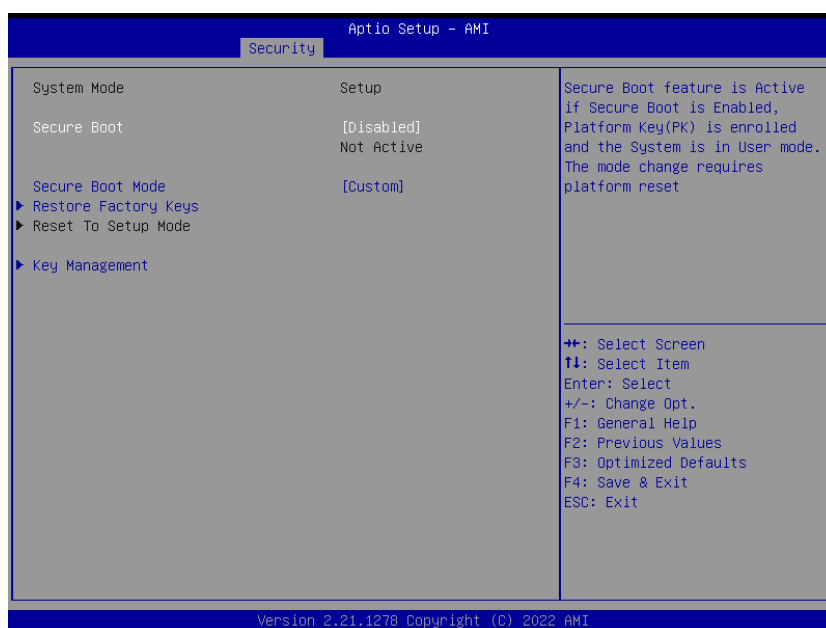 Aptio Setup – AMI
Security
System Mode Setup
Secure Boot [Disabled]
Not Active
Secure Boot Mode [Custom]
▶ Restore Factory Keys
▶ Reset To Setup Mode
▶ Key Management
Secure Boot feature is Active
if Secure Boot is Enabled,
Platform Key(PK) is enrolled
and the System is in User mode.
The mode change requires
platform reset
→←: Select Screen
↑↓: Select Item
Enter: Select
+/-: Change Opt.
F1: General Help
F2: Previous Values
F3: Optimized Defaults
F4: Save & Exit
ESC: Exit
Version 2.21.1278 Copyright (C) 2022 AMI